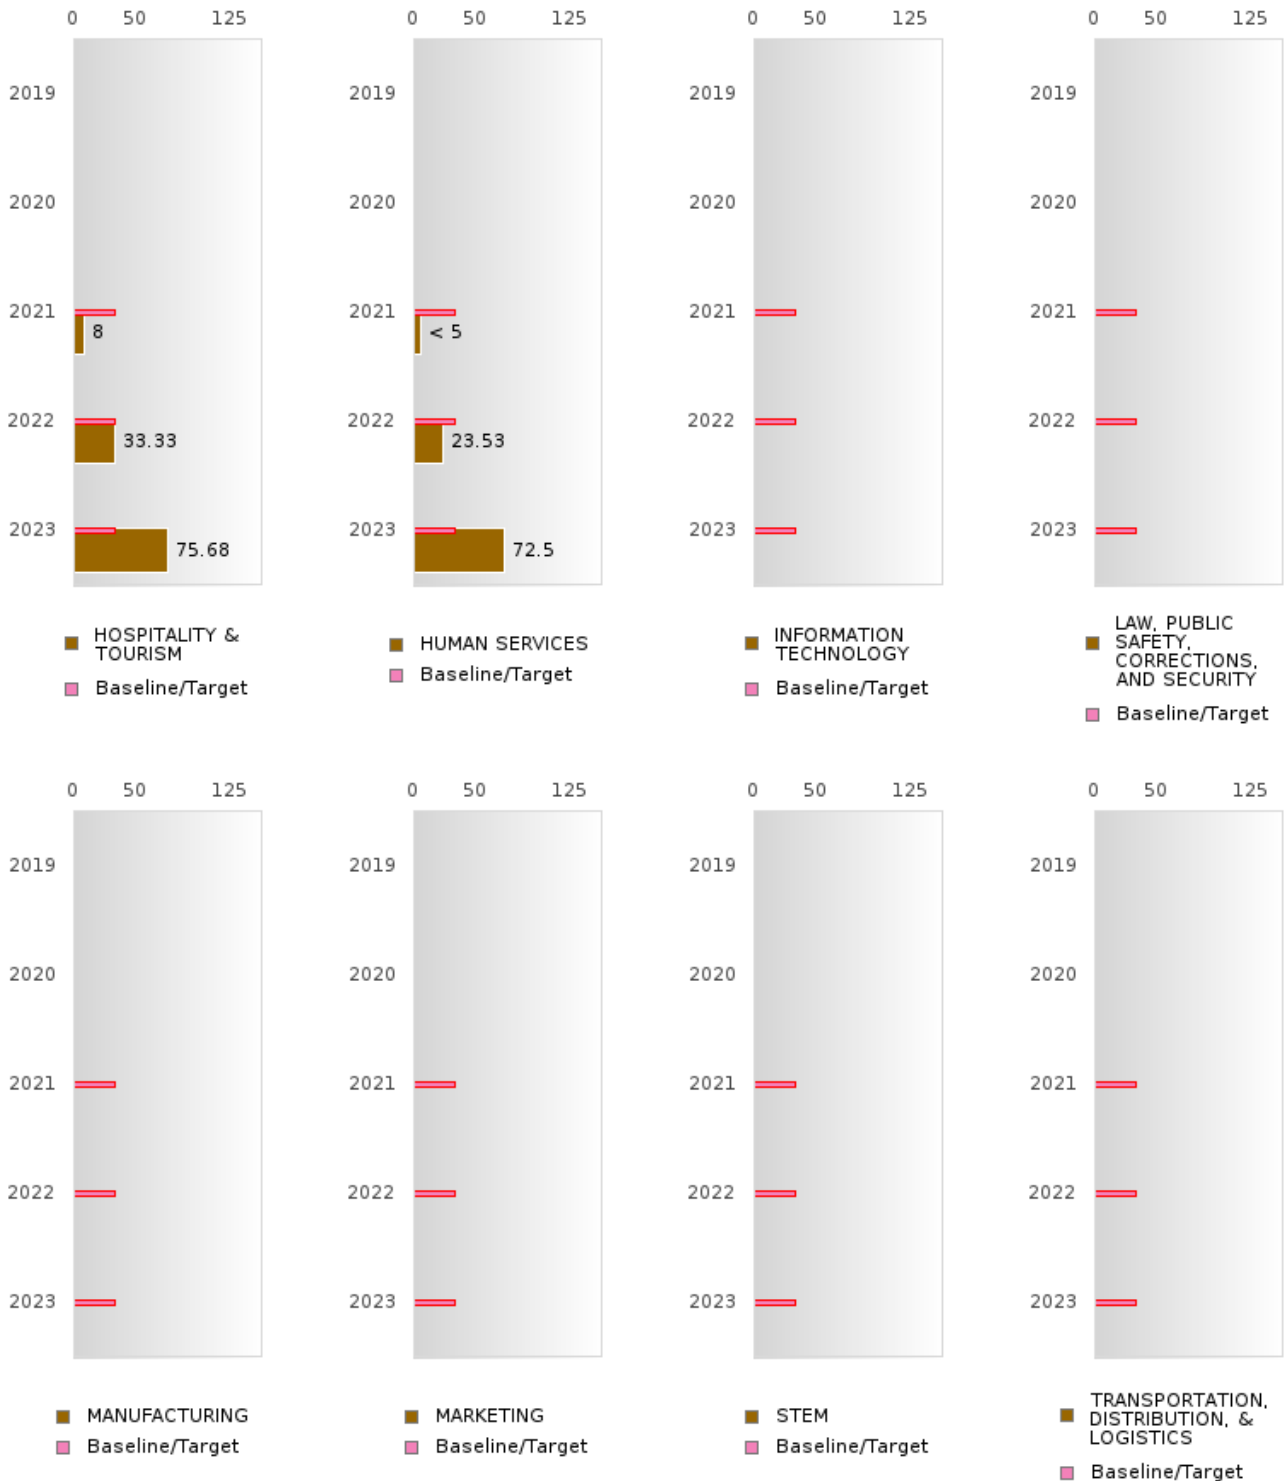 0 50 125 0 50 125 0 50 125 0 50 125
2019 2019 2019 2019
2020 2020 2020 2020
2021 2021 2021 2021
8 < 5
2022 2022 2022 2022
33.33 23.53
2023 2023 2023 2023
75.68 72.5
HOSPITALITY &
TOURISM
Baseline/Target
HUMAN SERVICES
Baseline/Target
INFORMATION
TECHNOLOGY
Baseline/Target
LAW, PUBLIC
SAFETY,
CORRECTIONS,
AND SECURITY
Baseline/Target
0 50 125 0 50 125 0 50 125 0 50 125
2019 2019 2019 2019
2020 2020 2020 2020
2021 2021 2021 2021
2022 2022 2022 2022
2023 2023 2023 2023
MANUFACTURING
Baseline/Target
MARKETING
Baseline/Target
STEM
Baseline/Target
TRANSPORTATION,
DISTRIBUTION, &
LOGISTICS
Baseline/Target